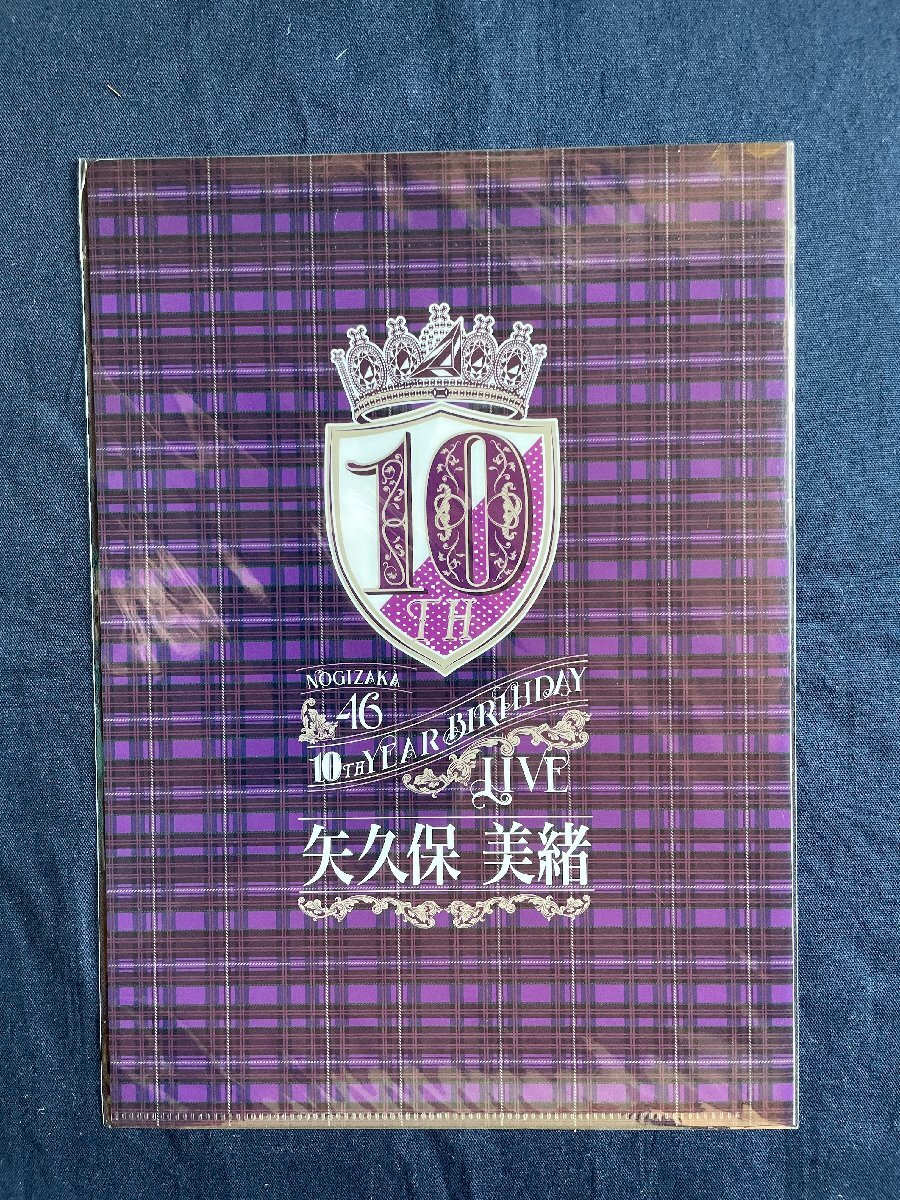 10
TH
NOGIZAKA
46
10TH YEAR BIRTHDAY
LIVE
矢久保 美緒